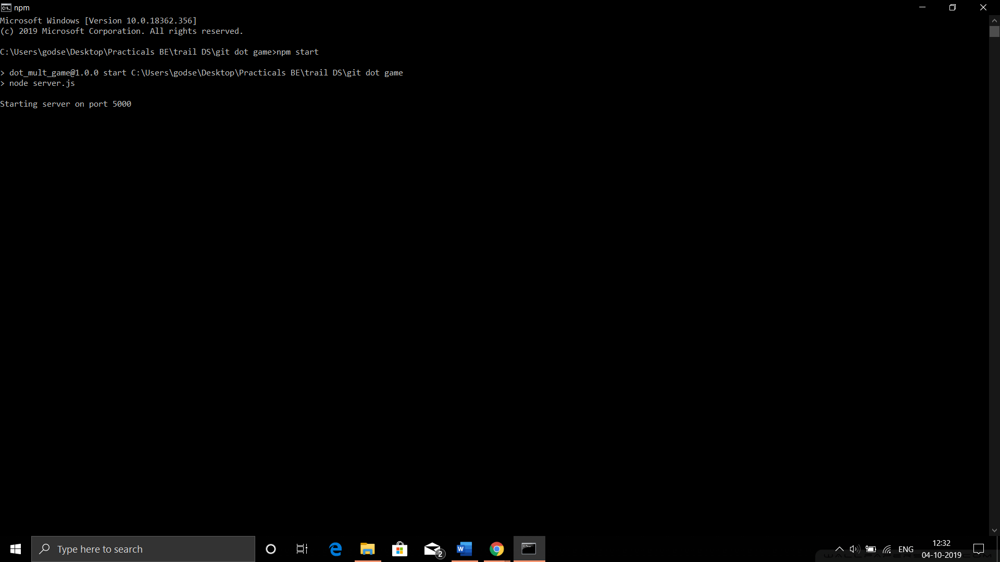 npm
Microsoft Windows [Version 10.0.18362.356]
(c) 2019 Microsoft Corporation. All rights reserved.
C:\Users\godse\Desktop\Practicals BE\trail DS\git dot game>npm start
> dot_mult_game@1.0.0 start C:\Users\godse\Desktop\Practicals BE\trail DS\git dot game
> node server.js
Starting server on port 5000
Type here to search
2
ENG
12:32
04-10-2019